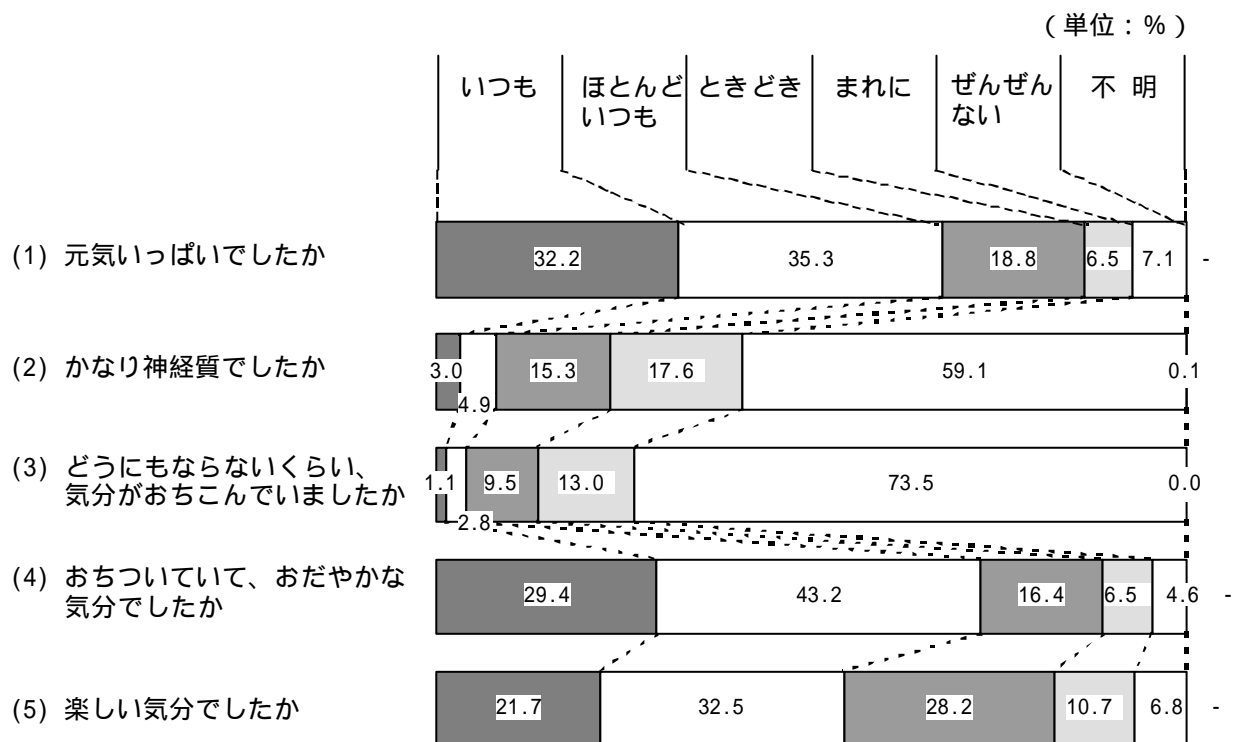 (単位:%)
いつも ほとんど ときどき まれに ぜんぜん 不明
いつも ない
(1) 元気いっぱいでしたか 32.2 35.3 18.8 6.5 7.1 -
(2) かなり神経質でしたか 3.0 4.9 15.3 17.6 59.1 0.1
(3) どうにもならないくらい、
気分がおちこんでいましたか 1.1 2.8 9.5 13.0 73.5 0.0
(4) おちついていて、おだやかな
気分でしたか 29.4 43.2 16.4 6.5 4.6 -
(5) 楽しい気分でしたか 21.7 32.5 28.2 10.7 6.8 -